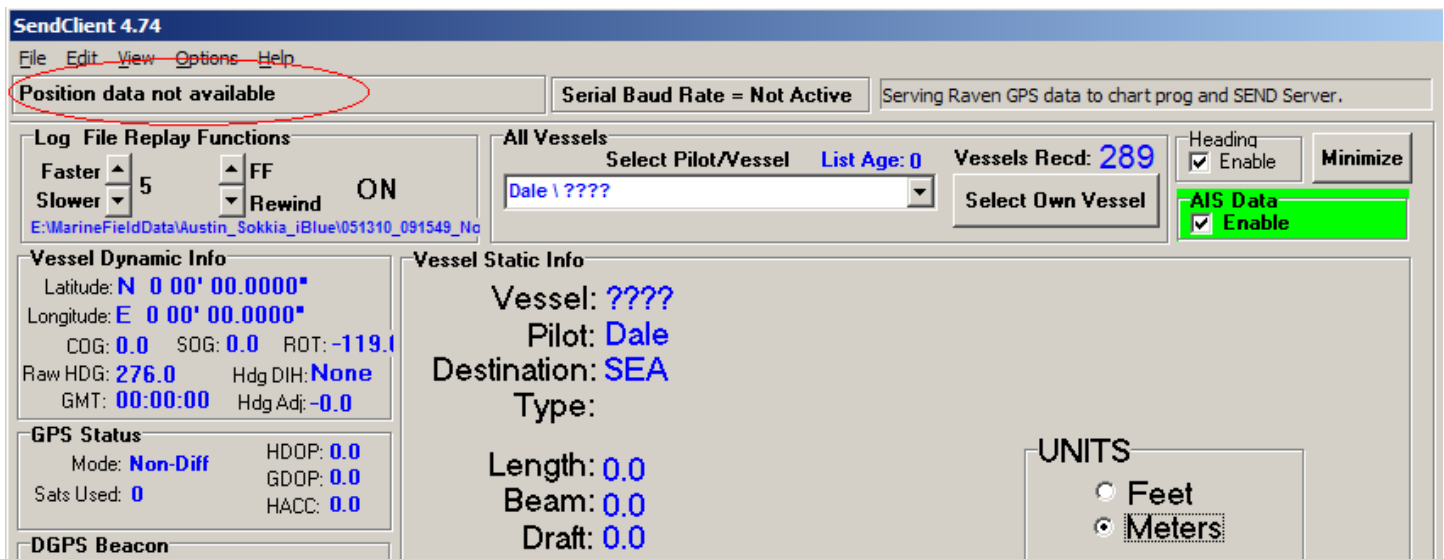 SendClient 4.74
File Edit View Options Help
Position data not available
Serial Baud Rate = Not Active
Serving Raven GPS data to chart prog and SEND Server.
Log File Replay Functions
Faster
Slower
5
FF
Rewind
ON
E:\MarineFieldData\Austin_Sokkia_iBlue\051310_091549_No
All Vessels
Select Pilot/Vessel List Age: 0
Dale \ ????
Vessels Recd: 289
Select Own Vessel
Heading
Enable
Minimize
AIS Data
Enable
Vessel Dynamic Info
Latitude: N 0 00' 00.0000"
Longitude: E 0 00' 00.0000"
COG: 0.0 SOG: 0.0 ROT: -119.
Raw HDG: 276.0 Hdg DIH: None
GMT: 00:00:00 Hdg Adj: -0.0
GPS Status
Mode: Non-Diff
Sats Used: 0
HDOP: 0.0
GDOP: 0.0
HACC: 0.0
DGPS Beacon
Vessel Static Info
Vessel: ????
Pilot: Dale
Destination: SEA
Type:
Length: 0.0
Beam: 0.0
Draft: 0.0
UNITS
Feet
Meters